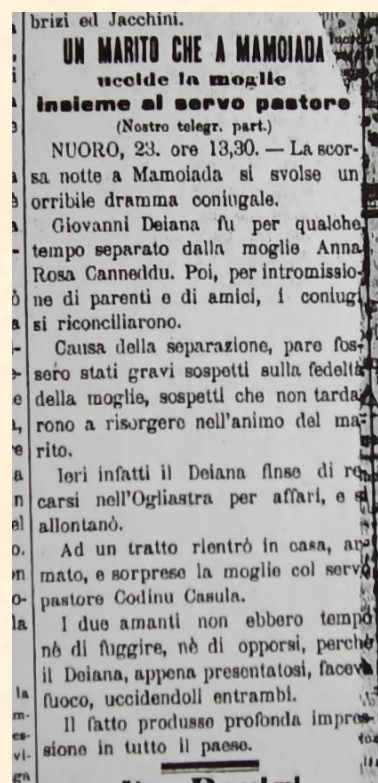 brizi ed Jacchini.
UN MARITO CHE A MAMOIADA
uccide la moglie
insieme al servo pastore
(Nostro telegr. part.)
NUORO, 23. ore 13,30. — La scor-
sa notte a Mamoiada si svolse un
orribile dramma coniugale.
Giovanni Deiana fu per qualche
tempo separato dalla moglie Anna
Rosa Canneddu. Poi, per intromissio-
ne di parenti e di amici, i coniugi
si riconciliarono.
Causa della separazione, pare fos-
sero stati gravi sospetti sulla fedeltà
della moglie, sospetti che non tarda-
rono a risorgere nell'animo del ma-
rito.
Ieri infatti il Deiana finse di re-
carsi nell'Ogliastra per affari, e si
allontanò.
Ad un tratto rientrò in casa, ar-
mato, e sorprese la moglie col servo
pastore Codinu Casula.
I due amanti non ebbero tempo
nè di fuggire, nè di opporsi, perchè
il Deiana, appena presentatosi, faceva
fuoco, uccidendoli entrambi.
Il fatto produsse profonda impres-
sione in tutto il paese.